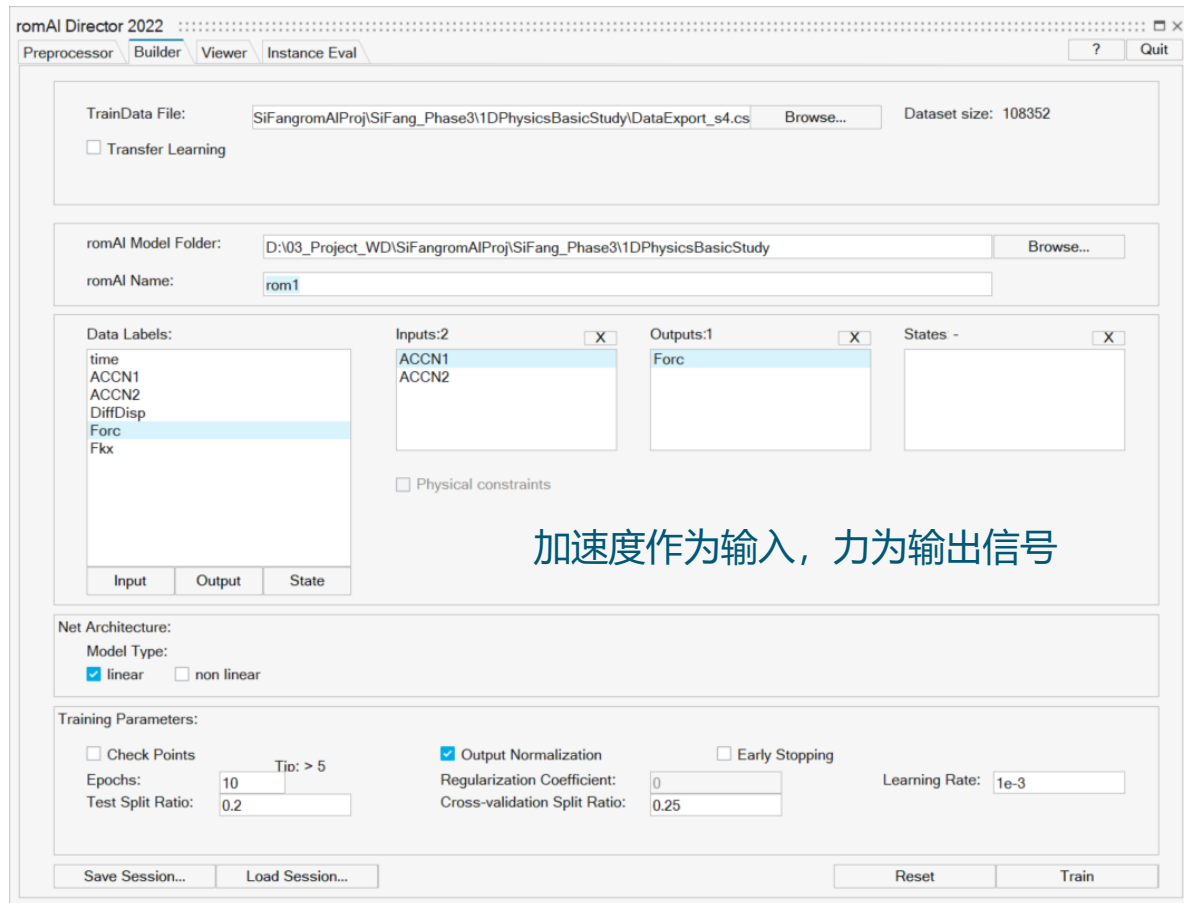 romAI Director 2022
Preprocessor Builder Viewer Instance Eval ? Quit
TrainData File: SiFangromAIProj\SiFang_Phase3\1DPhysicsBasicStudy\DataExport_s4.cs Browse... Dataset size: 108352
Transfer Learning
romAI Model Folder: D:\03_Project_WD\SiFangromAIProj\SiFang_Phase3\1DPhysicsBasicStudy Browse...
romAI Name: rom1
Data Labels: Inputs:2 X Outputs:1 X States - X
time ACCN1 Forc
ACCN1 ACCN2
ACCN2
DiffDisp
Forc
Fkx
Physical constraints
加速度作为输入，力为输出信号
Input Output State
Net Architecture:
Model Type:
linear non linear
Training Parameters:
Check Points Tip: > 5 Output Normalization Early Stopping
Epochs: 10 Regularization Coefficient: 0 Learning Rate: 1e-3
Test Split Ratio: 0.2 Cross-validation Split Ratio: 0.25
Save Session... Load Session... Reset Train